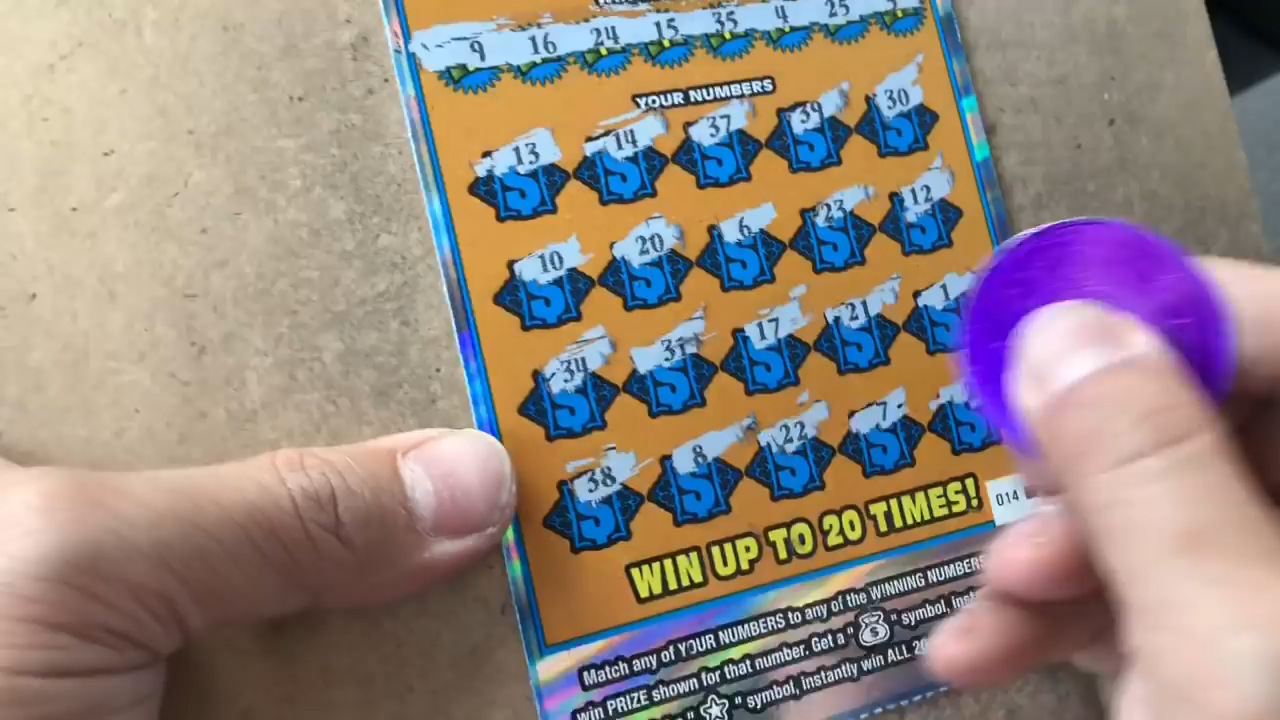 9 16 24 15 35 4 25
YOUR NUMBERS
13 14 37 39 30
10 20 6 23 12
34 31 17 21 1
38 8 22 7
WIN UP TO 20 TIMES!
014
Match any of YOUR NUMBERS to any of the WINNING NUMBERS
win PRIZE shown for that number. Get a " $ " symbol,
" symbol, instantly win ALL